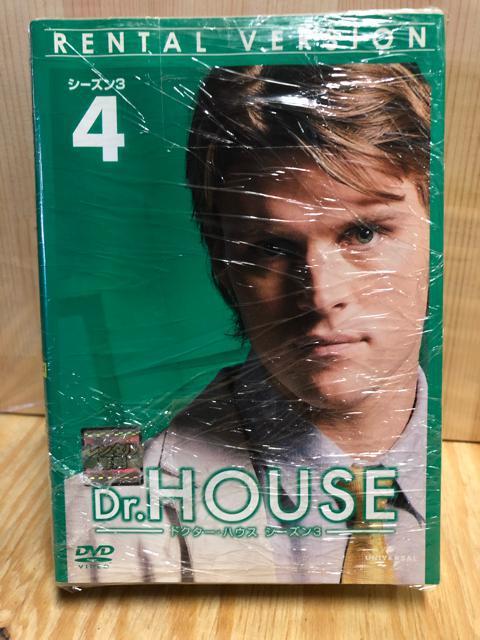 RENTAL VERSION
シーズン3
4
Dr.HOUSE
ドクター・ハウス シーズン3
DVD
VIDEO
UNIVERSAL